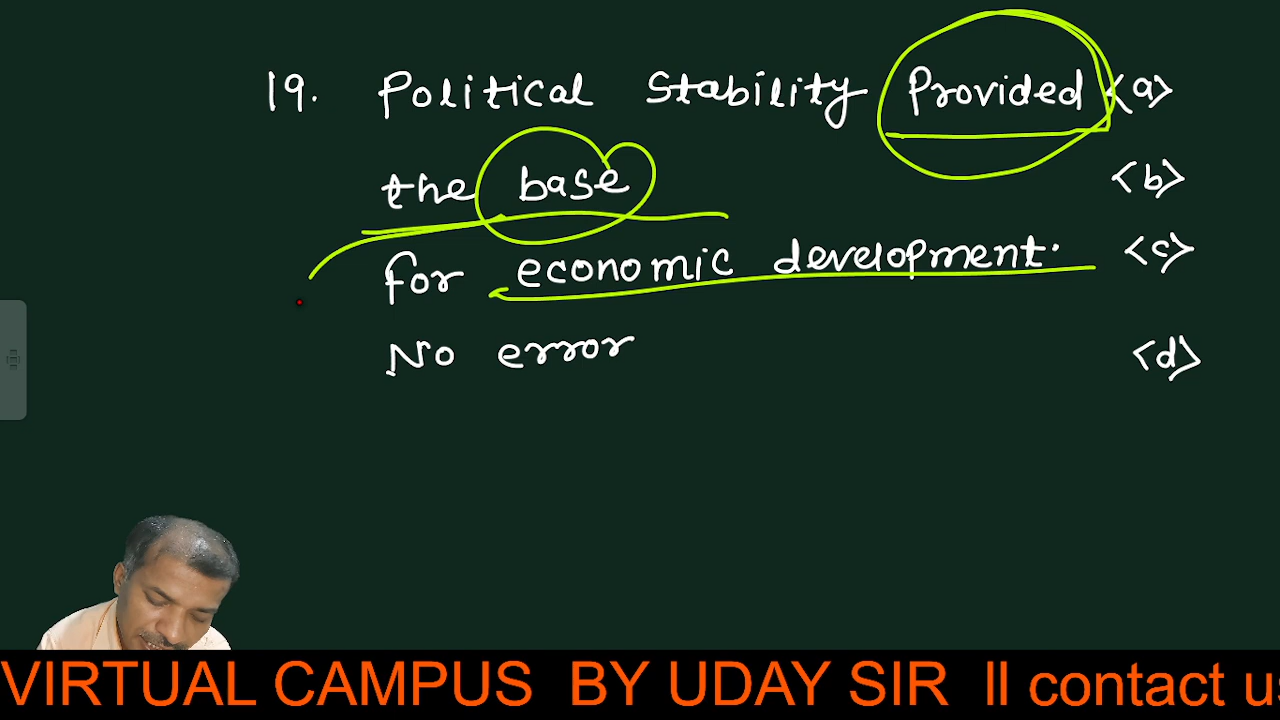 19. Political Stability Provided <a>
the base <b>
for economic development. <c>
No error <d>
VIRTUAL CAMPUS BY UDAY SIR ll contact us